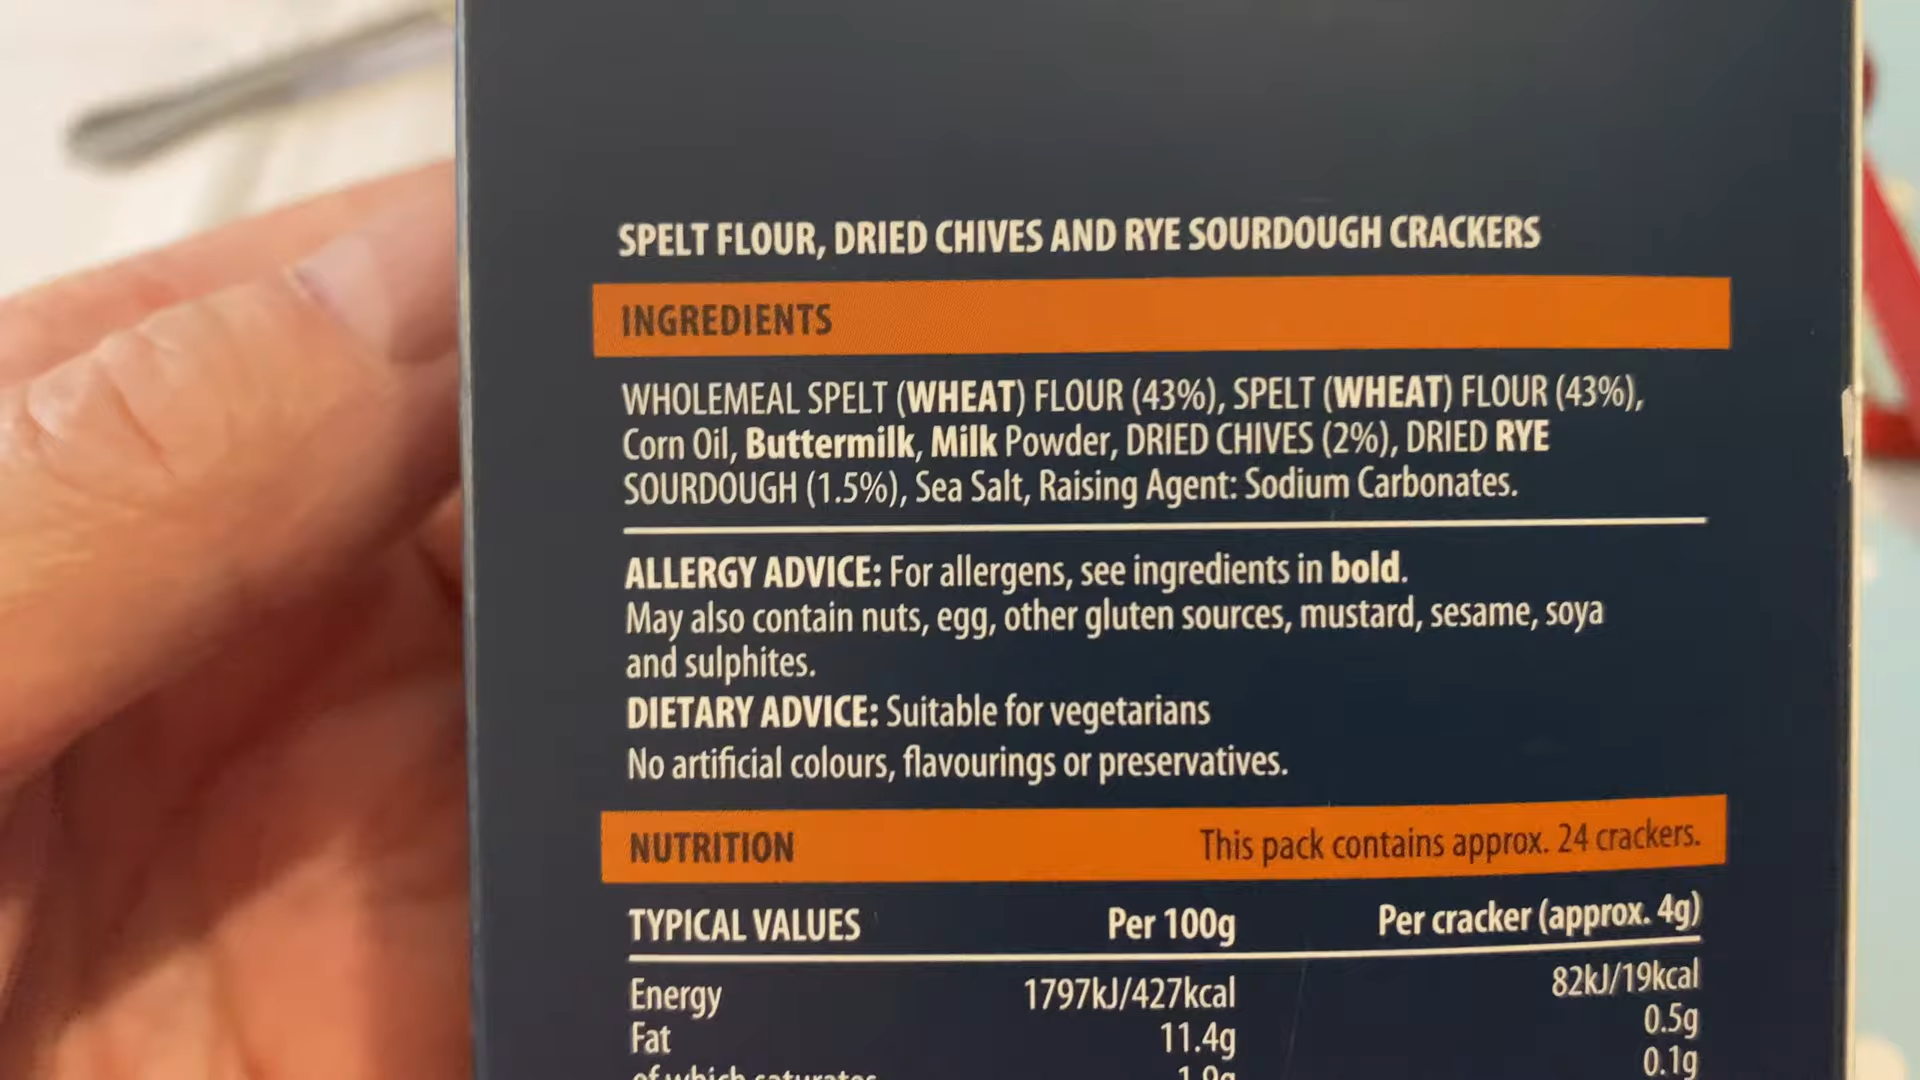 SPELT FLOUR, DRIED CHIVES AND RYE SOURDOUGH CRACKERS
INGREDIENTS
WHOLEMEAL SPELT (WHEAT) FLOUR (43%), SPELT (WHEAT) FLOUR (43%),
Corn Oil, Buttermilk, Milk Powder, DRIED CHIVES (2%), DRIED RYE
SOURDOUGH (1.5%), Sea Salt, Raising Agent: Sodium Carbonates.
ALLERGY ADVICE: For allergens, see ingredients in bold.
May also contain nuts, egg, other gluten sources, mustard, sesame, soya
and sulphites.
DIETARY ADVICE: Suitable for vegetarians
No artificial colours, flavourings or preservatives.
NUTRITION This pack contains approx. 24 crackers.
TYPICAL VALUES Per 100g Per cracker (approx. 4g)
Energy 1797kJ/427kcal 82kJ/19kcal
Fat 11.4g 0.5g
of which saturates 1.9g 0.1g